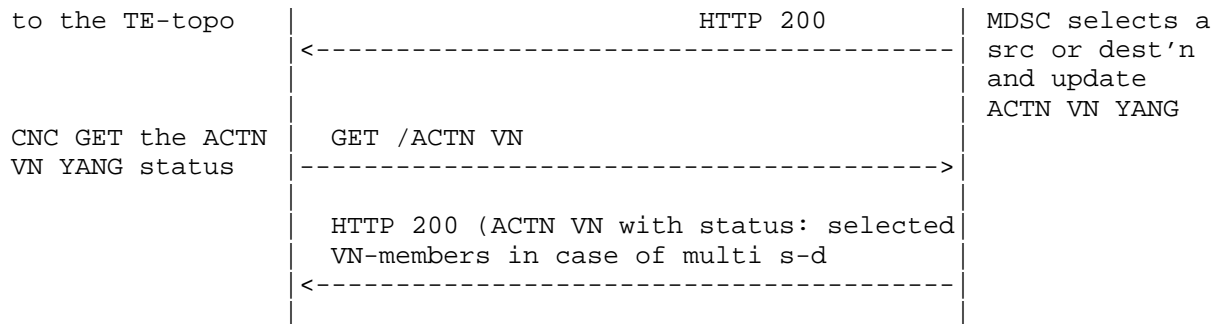 to the TE-topo | HTTP 200 | MDSC selects a
|<----------------------------------------| src or dest'n
| | and update
| | ACTN VN YANG
CNC GET the ACTN | GET /ACTN VN
VN YANG status |---------------------------------------->|
| |
| HTTP 200 (ACTN VN with status: selected|
| VN-members in case of multi s-d |
|<----------------------------------------|
| |